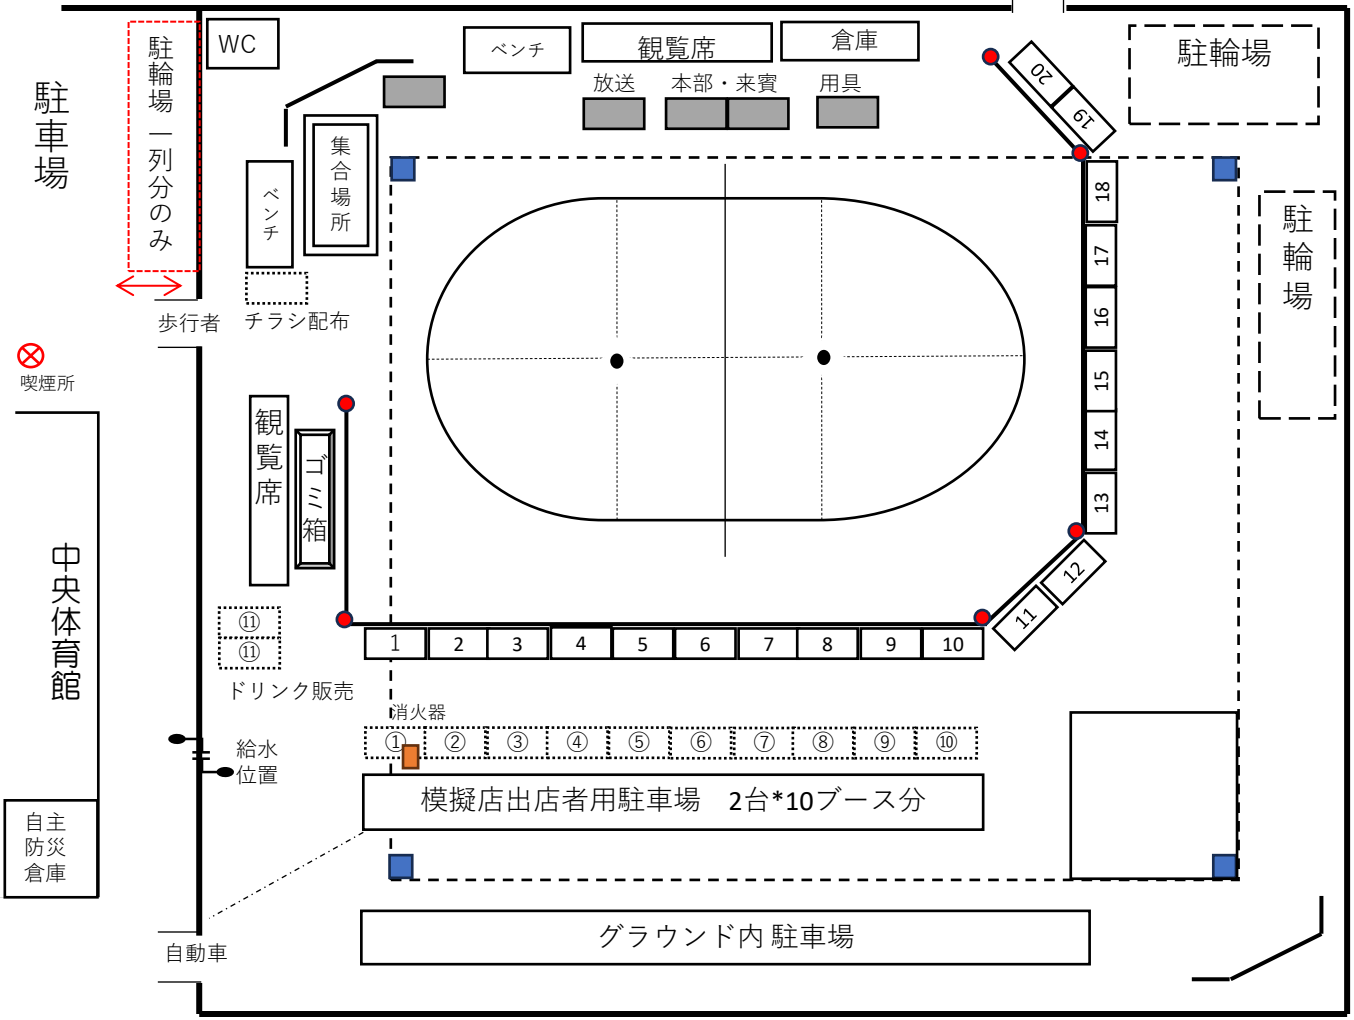 駐車場
駐輪場一列分のみ
WC
ベンチ
観覧席
倉庫
放送
本部・来賓
用具
20
19
駐輪場
集合場所
ベンチ
チラシ配布
歩行者
喫煙所
18
17
16
15
14
13
12
11
駐輪場
観覧席
ゴミ箱
中央体育館
⑪
⑪
ドリンク販売
1
2
3
4
5
6
7
8
9
10
消火器
①
②
③
④
⑤
⑥
⑦
⑧
⑨
⑩
給水
位置
模擬店出店者用駐車場 2台*10ブース分
自主
防災
倉庫
自動車
グラウンド内 駐車場